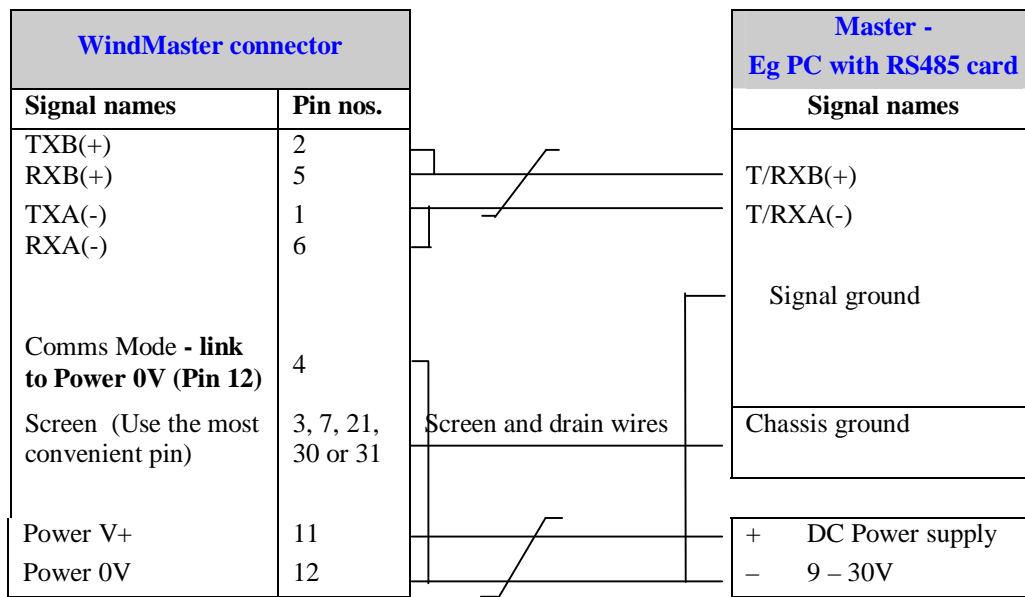 WindMaster connector
Master -
Eg PC with RS485 card
Signal names Pin nos. Signal names
TXB(+) 2
RXB(+) 5 T/RXB(+)
TXA(-) 1 T/RXA(-)
RXA(-) 6
Signal ground
Comms Mode - link
to Power 0V (Pin 12) 4
Screen (Use the most 3, 7, 21, Screen and drain wires Chassis ground
convenient pin) 30 or 31
Power V+ 11 + DC Power supply
Power 0V 12 – 9 – 30V